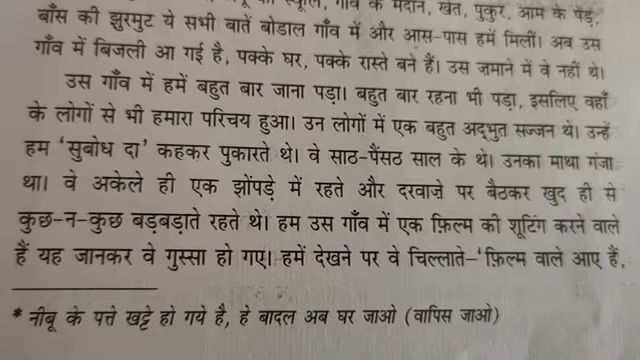 स्कूल, गाँव के मैदान, खेत, पुकुर, आम के पेड़,
बाँस की झुरमुट ये सभी बातें बोडाल गाँव में और आस-पास हमें मिलीं। अब उस
गाँव में बिजली आ गई है, पक्के घर, पक्के रास्ते बने हैं। उस जमाने में वे नहीं थे।
उस गाँव में हमें बहुत बार जाना पड़ा। बहुत बार रहना भी पड़ा, इसलिए वहाँ
के लोगों से भी हमारा परिचय हुआ। उन लोगों में एक बहुत अद्भुत सज्जन थे। उन्हें
हम ‘सुबोध दा’ कहकर पुकारते थे। वे साठ-पैंसठ साल के थे। उनका माथा गंजा
था। वे अकेले ही एक झोंपड़े में रहते और दरवाज़े पर बैठकर खुद ही से
कुछ-न-कुछ बड़बड़ाते रहते थे। हम उस गाँव में एक फ़िल्म की शूटिंग करने वाले
हैं यह जानकर वे गुस्सा हो गए। हमें देखने पर वे चिल्लाते–‘फ़िल्म वाले आए हैं,
* नीबू के पत्ते खट्टे हो गये है, हे बादल अब घर जाओ (वापिस जाओ)